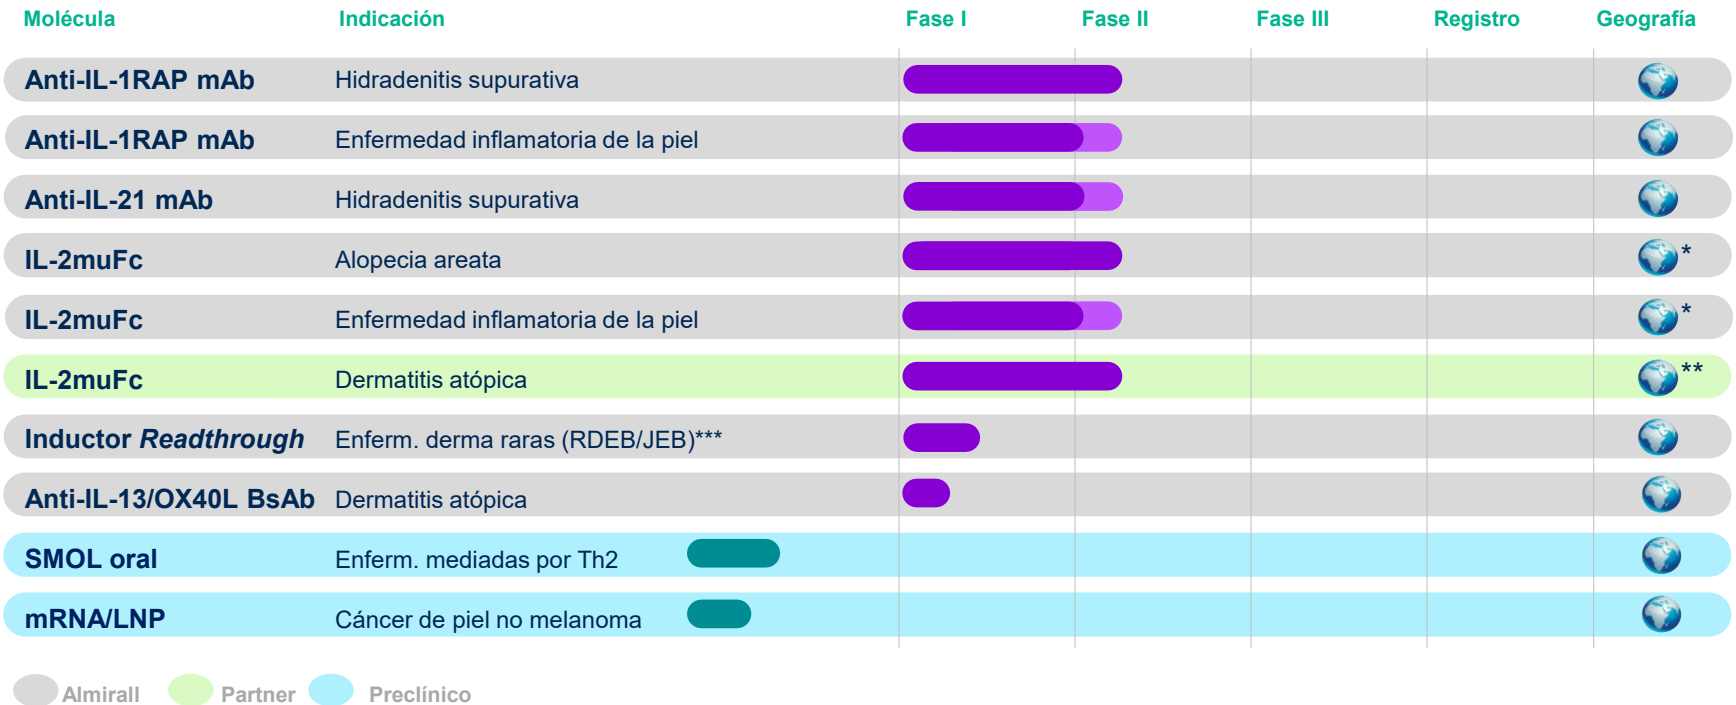 Molécula Indicación Fase I Fase II Fase III Registro Geografía
Anti-IL-1RAP mAb Hidradenitis supurativa
Anti-IL-1RAP mAb Enfermedad inflamatoria de la piel
Anti-IL-21 mAb Hidradenitis supurativa
IL-2muFc Alopecia areata *
IL-2muFc Enfermedad inflamatoria de la piel *
IL-2muFc Dermatitis atópica **
Inductor Readthrough Enferm. derma raras (RDEB/JEB)***
Anti-IL-13/OX40L BsAb Dermatitis atópica
SMOL oral Enferm. mediadas por Th2
mRNA/LNP Cáncer de piel no melanoma
Almirall Partner Preclínico